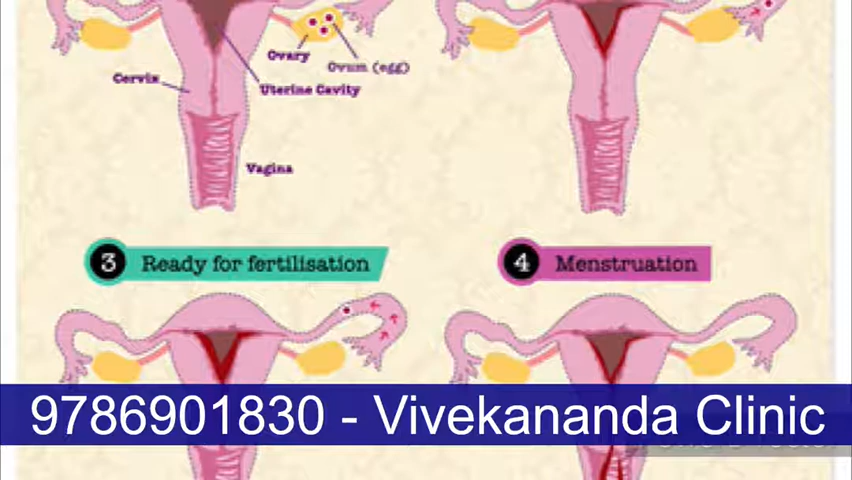 Ovary
Ovum (egg)
Cervix
Uterine Cavity
Vagina
3 Ready for fertilisation
4 Menstruation
9786901830 - Vivekananda Clinic